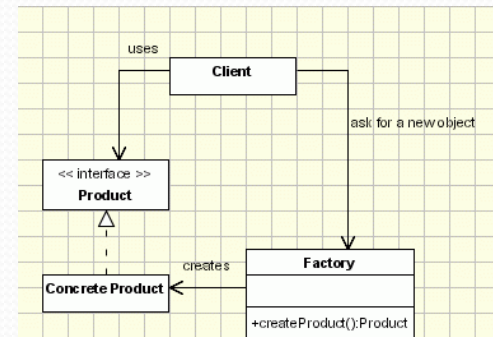 uses
Client
ask for a new object
<< interface >>
Product
creates
Factory
Concrete Product
+createProduct():Product